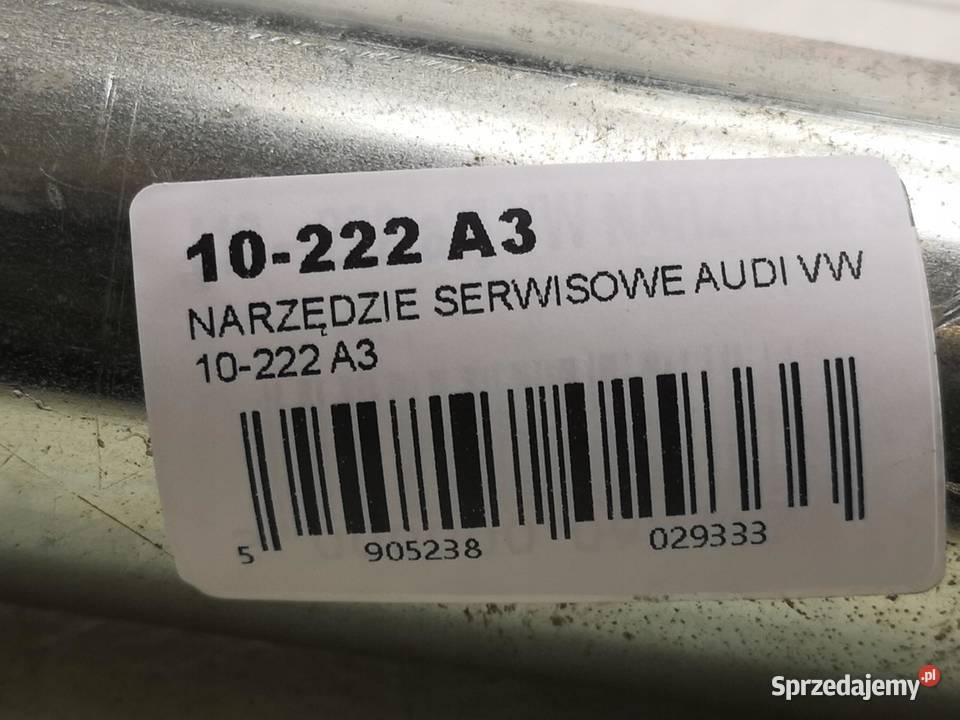 10-222 A3
NARZĘDZIE SERWISOWE AUDI VW
10-222 A3
5 905238 029333
Sprzedajemy.pl